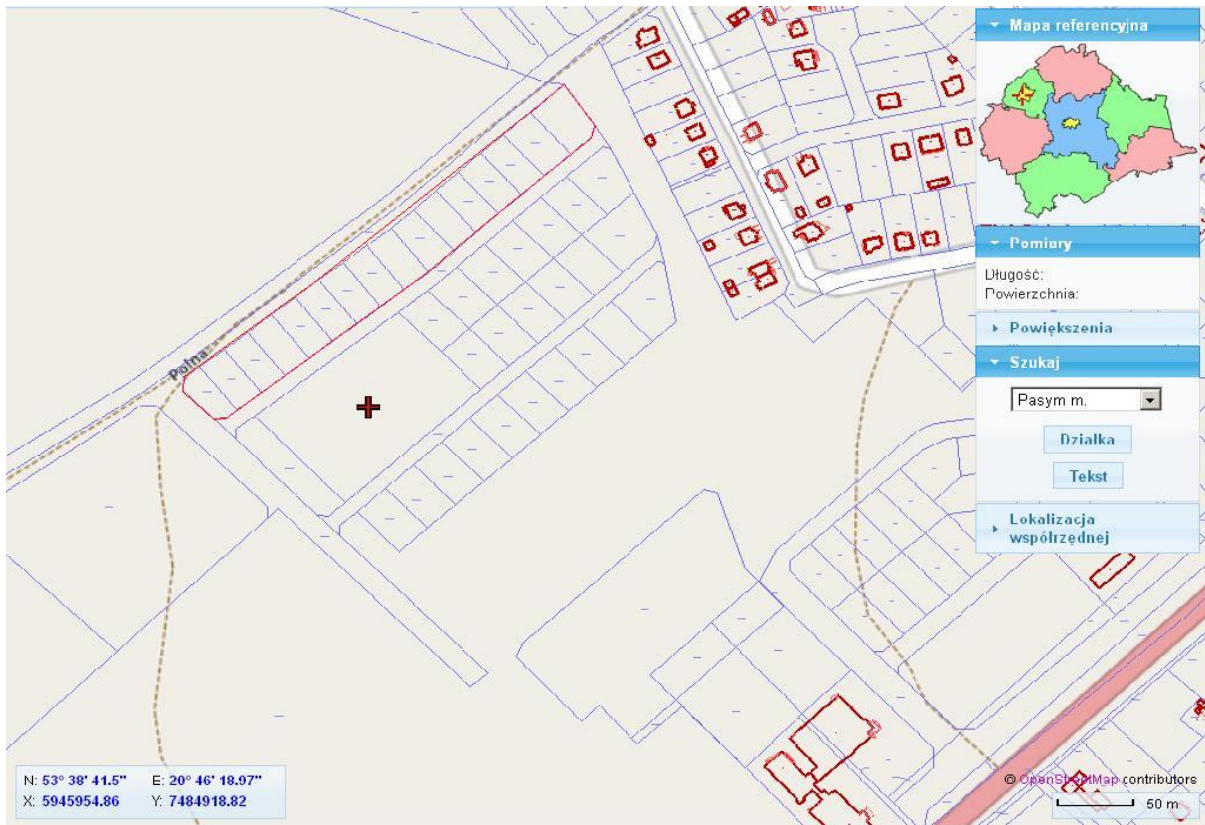 Mapa referencyjna
Pomiary
Długość:
Powierzchnia:
Powiększenia
Szukaj
Pasym m.
Działka
Tekst
Lokalizacja
współrzędnej
Polna
N: 53° 38' 41.5" E: 20° 46' 18.97"
X: 5945954.86 Y: 7484918.82
© OpenStreetMap contributors
50 m